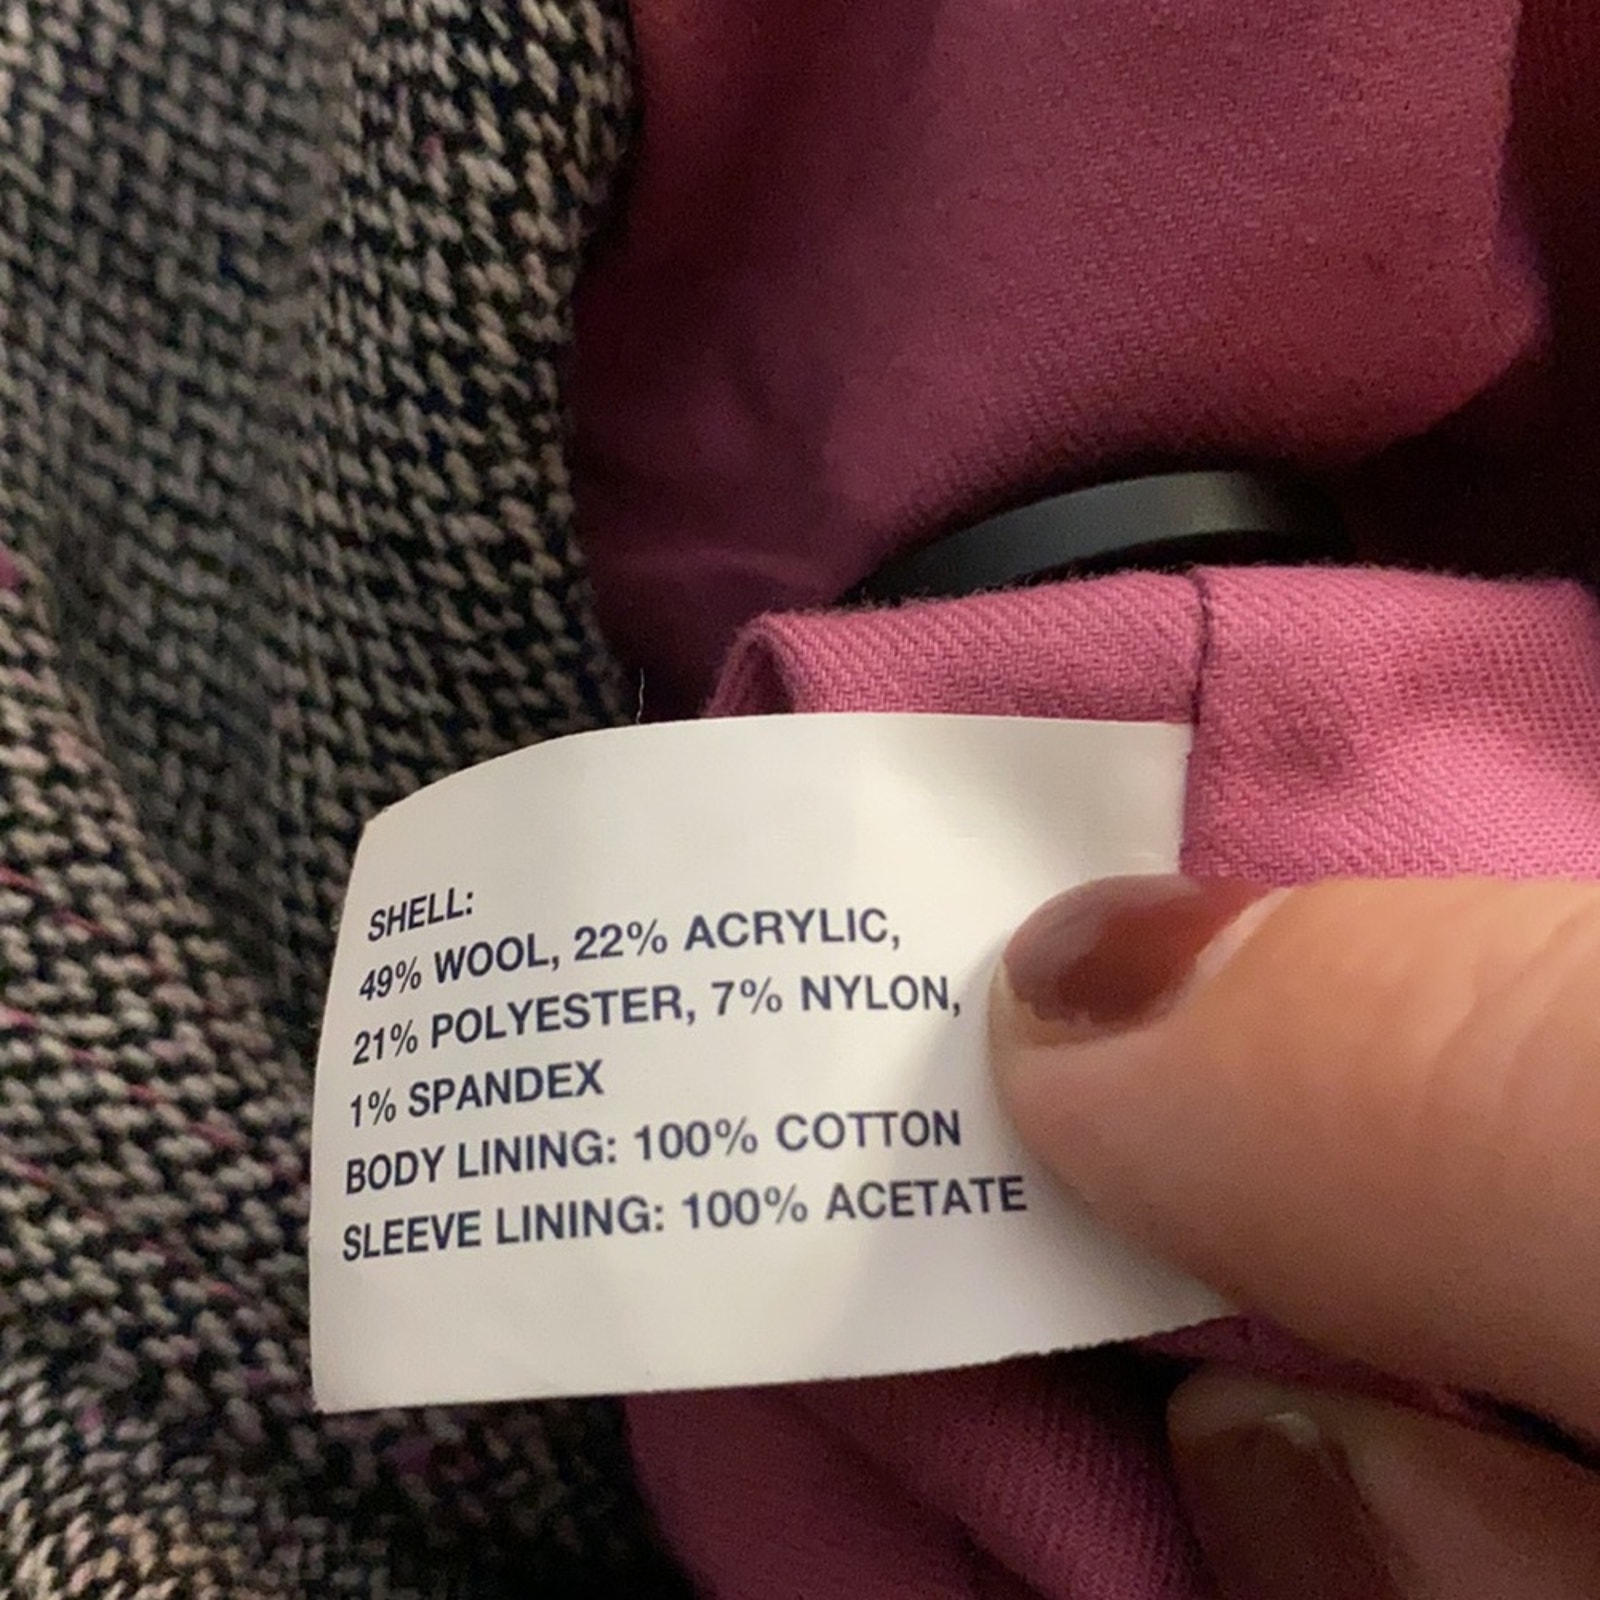 SHELL:
49% WOOL, 22% ACRYLIC,
21% POLYESTER, 7% NYLON,
1% SPANDEX
BODY LINING: 100% COTTON
SLEEVE LINING: 100% ACETATE